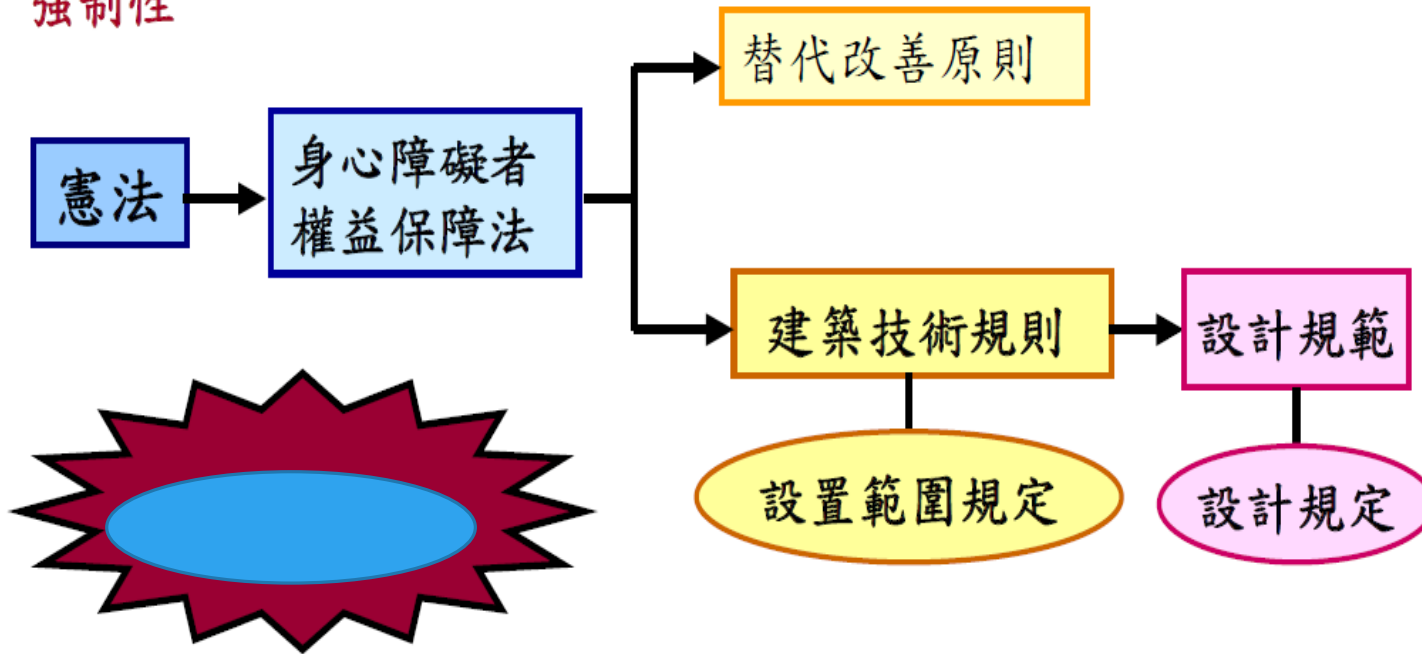 強制性
替代改善原則
憲法
身心障礙者
權益保障法
建築技術規則
設計規範
設置範圍規定
設計規定